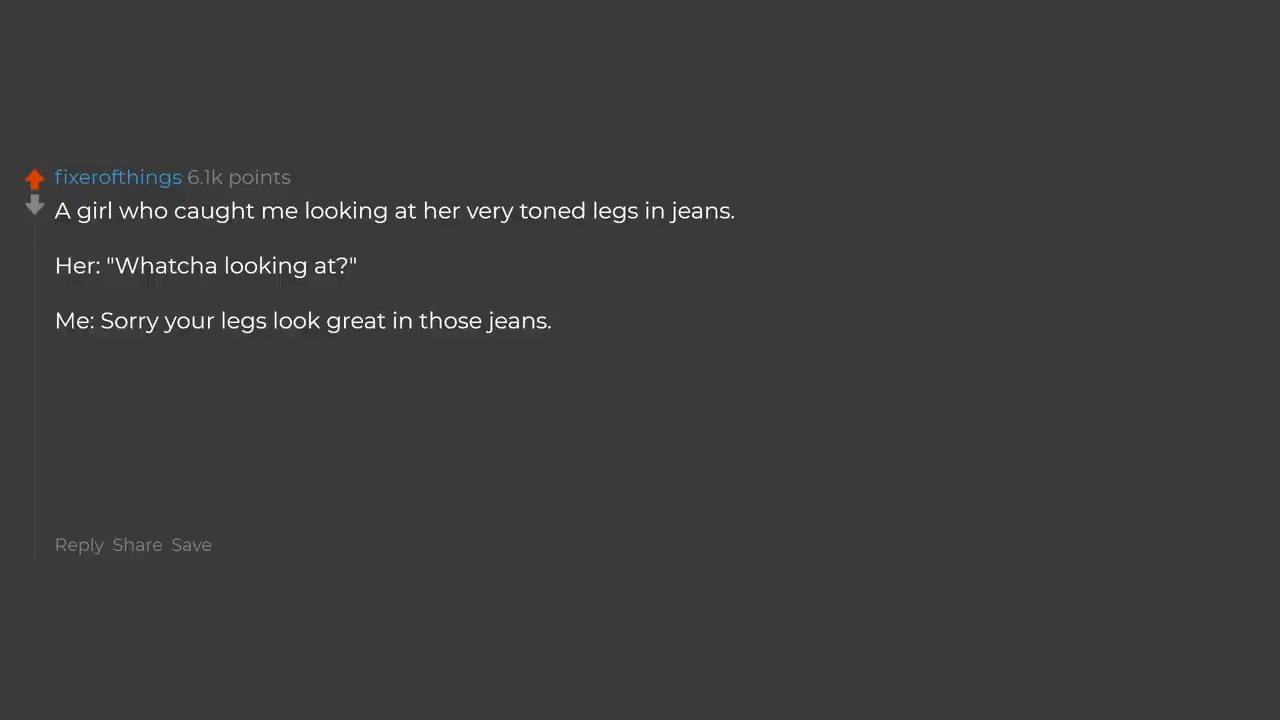 fixerofthings 6.1k points
A girl who caught me looking at her very toned legs in jeans.
Her: "Whatcha looking at?"
Me: Sorry your legs look great in those jeans.
Reply Share Save